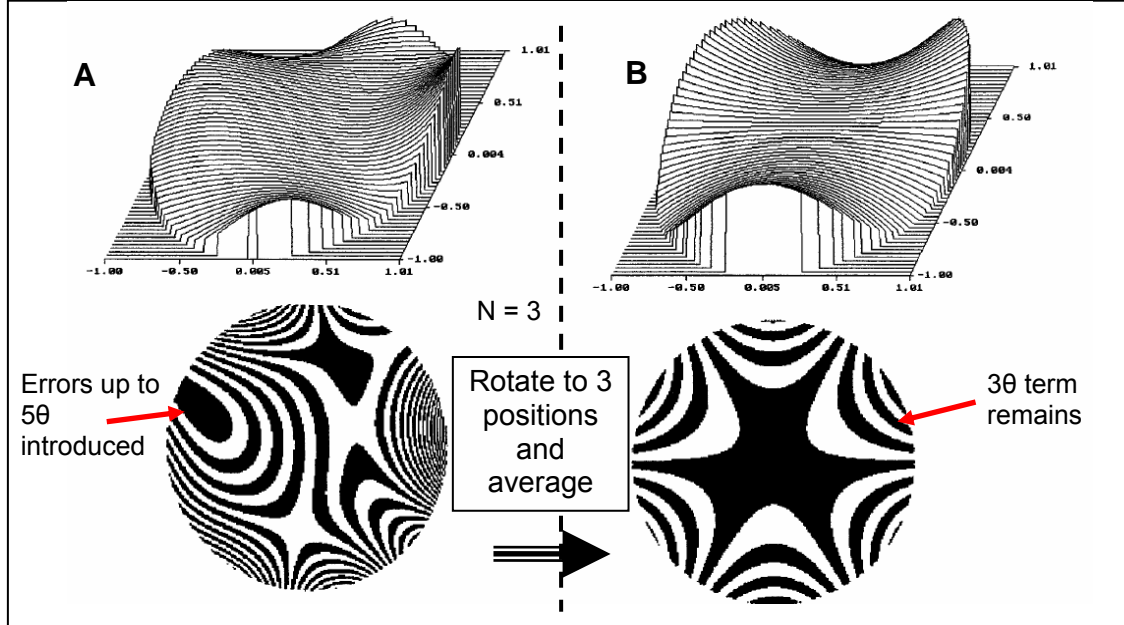 A
1.01
0.51
0.004
-0.50
-1.00
-1.00
-0.50
0.005
0.51
1.01
B
1.01
0.50
0.004
-0.50
-1.00
-1.00
-0.50
0.005
0.51
1.01
N = 3
Errors up to
5θ
introduced
Rotate to 3
positions
and
average
3θ term
remains